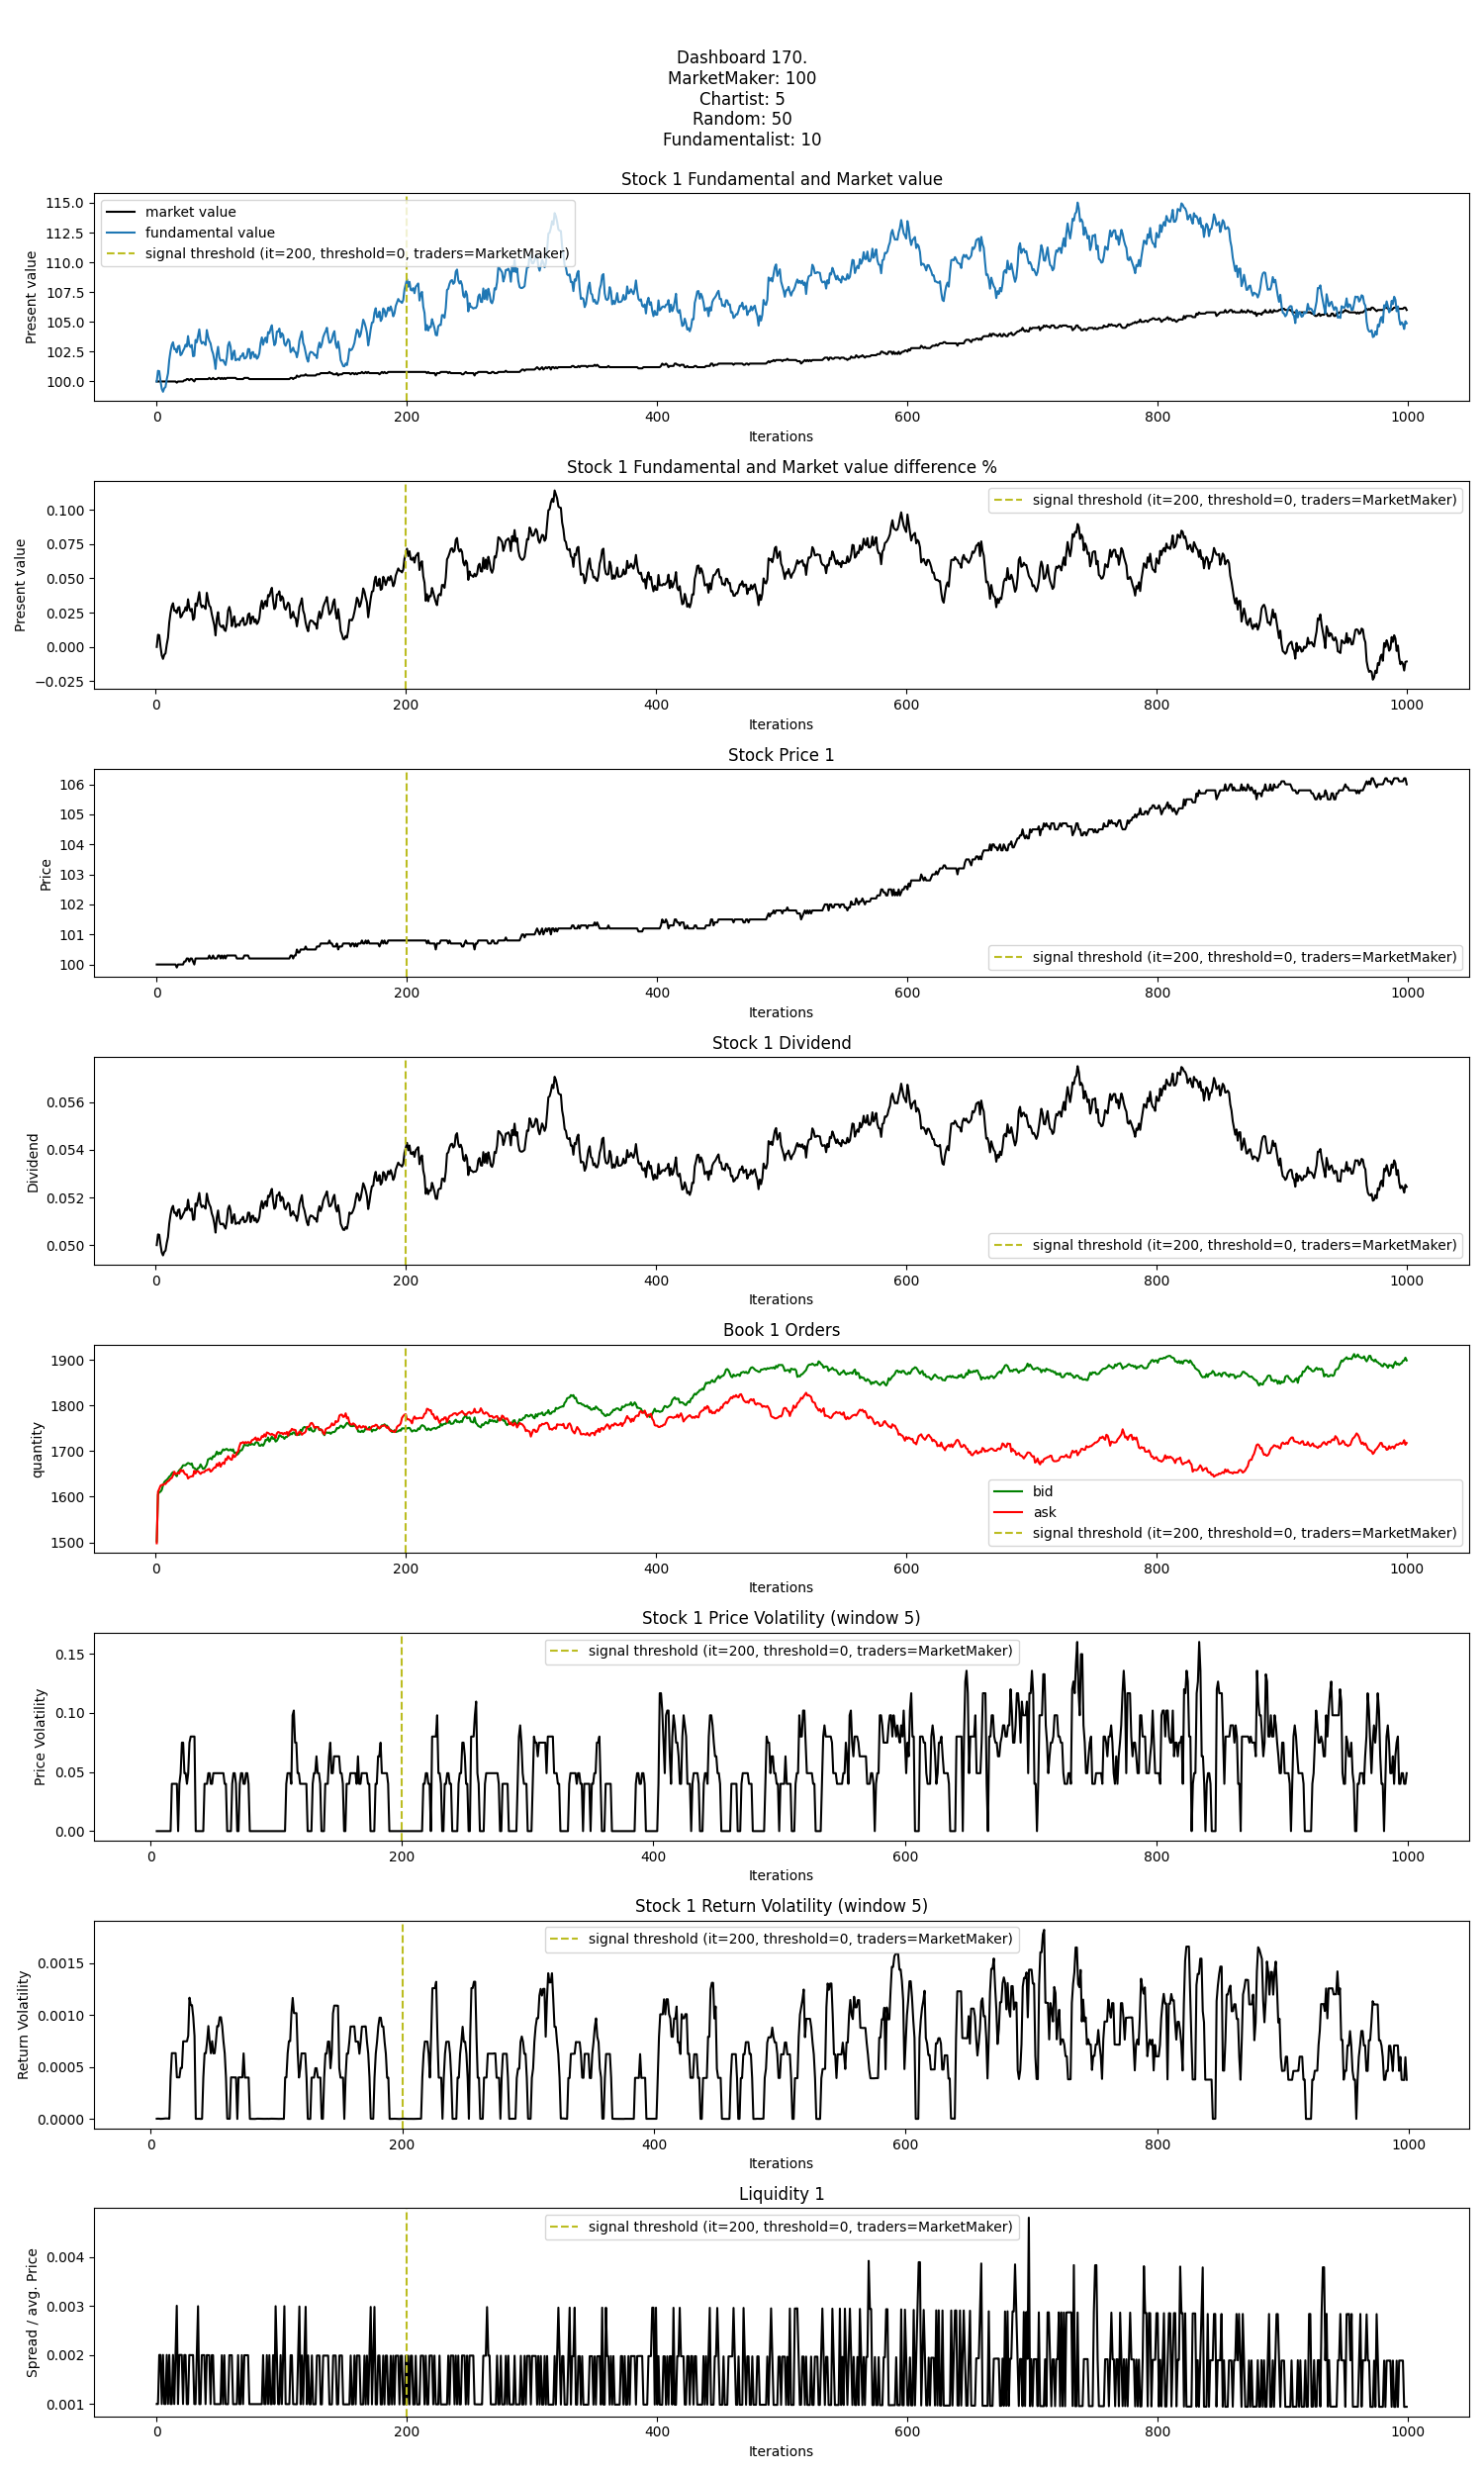 Dashboard 170.
MarketMaker: 100
Chartist: 5
Random: 50
Fundamentalist: 10
Stock 1 Fundamental and Market value
115.0
112.5
110.0
107.5
105.0
102.5
100.0
Present value
market value
fundamental value
signal threshold (it=200, threshold=0, traders=MarketMaker)
0 200 400 600 800 1000
Iterations
Stock 1 Fundamental and Market value difference %
0.100
0.075
0.050
0.025
0.000
−0.025
Present value
signal threshold (it=200, threshold=0, traders=MarketMaker)
0 200 400 600 800 1000
Iterations
Stock Price 1
106
105
104
103
102
101
100
Price
signal threshold (it=200, threshold=0, traders=MarketMaker)
0 200 400 600 800 1000
Iterations
Stock 1 Dividend
0.056
0.054
0.052
0.050
Dividend
signal threshold (it=200, threshold=0, traders=MarketMaker)
0 200 400 600 800 1000
Iterations
Book 1 Orders
1900
1800
1700
1600
1500
quantity
bid
ask
signal threshold (it=200, threshold=0, traders=MarketMaker)
0 200 400 600 800 1000
Iterations
Stock 1 Price Volatility (window 5)
0.15
0.10
0.05
0.00
Price Volatility
signal threshold (it=200, threshold=0, traders=MarketMaker)
0 200 400 600 800 1000
Iterations
Stock 1 Return Volatility (window 5)
0.0015
0.0010
0.0005
0.0000
Return Volatility
signal threshold (it=200, threshold=0, traders=MarketMaker)
0 200 400 600 800 1000
Iterations
Liquidity 1
0.004
0.003
0.002
0.001
Spread / avg. Price
signal threshold (it=200, threshold=0, traders=MarketMaker)
0 200 400 600 800 1000
Iterations